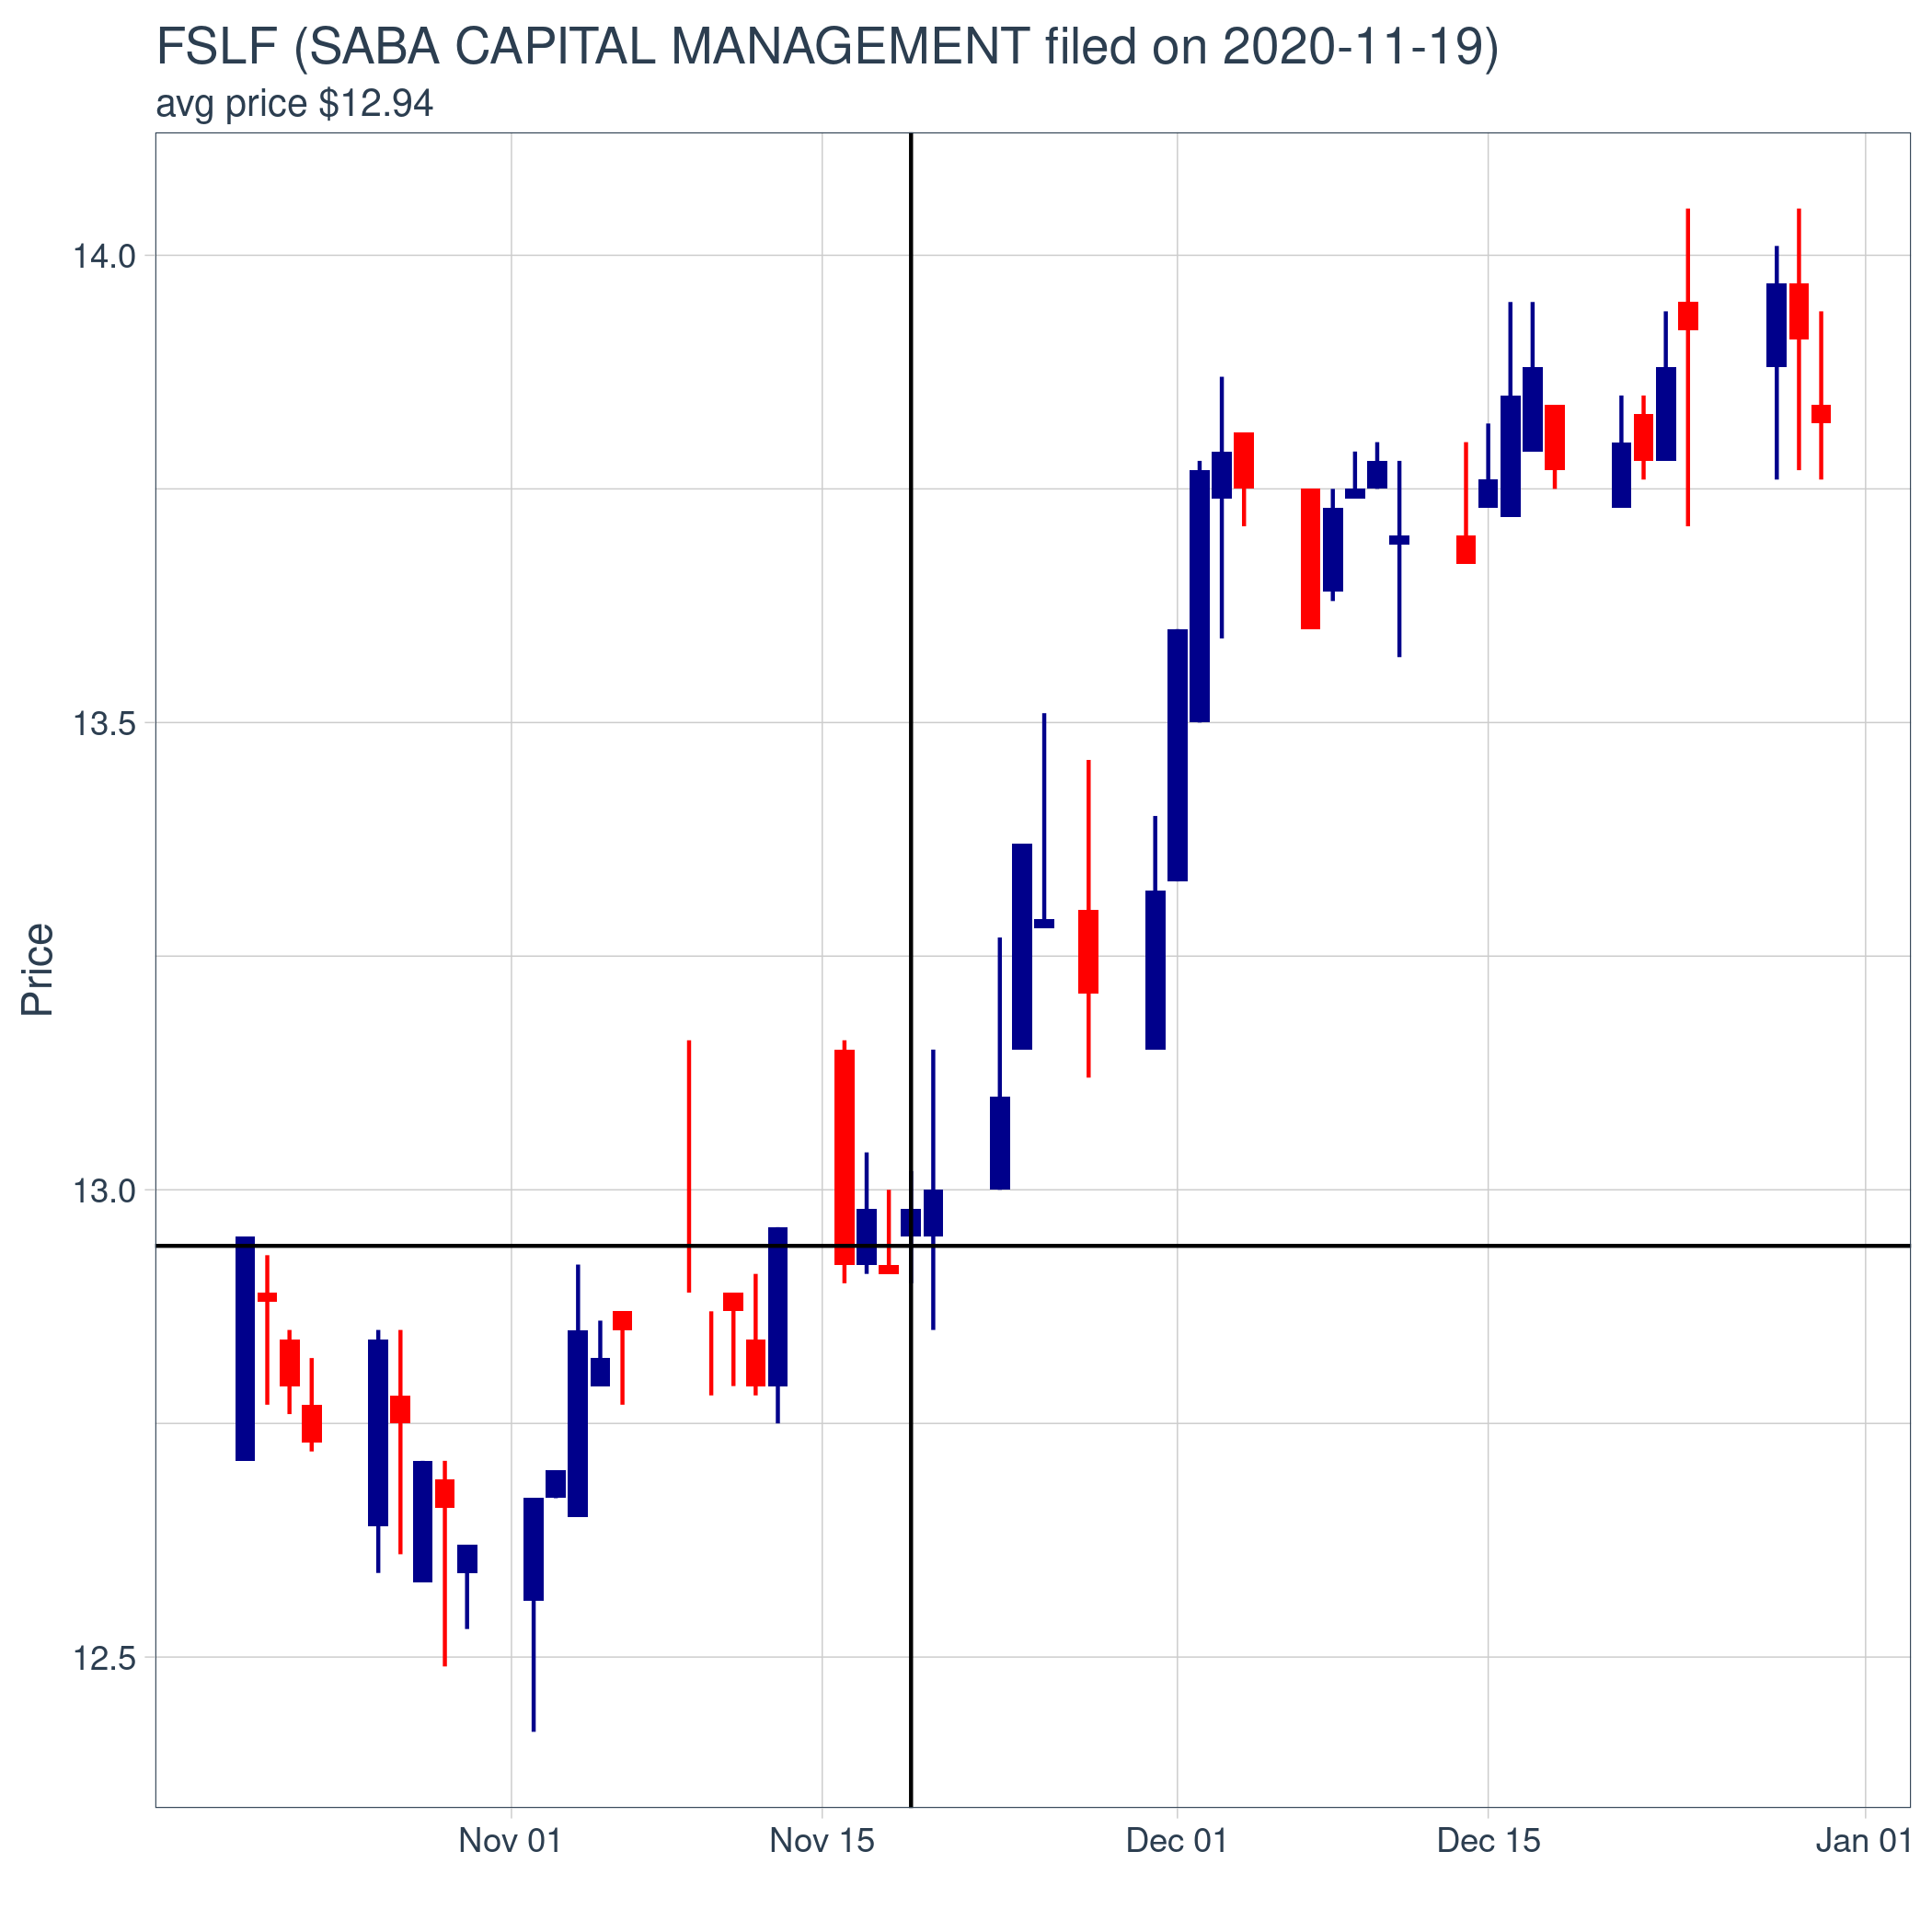 FSLF (SABA CAPITAL MANAGEMENT filed on 2020-11-19)
avg price $12.94
14.0
13.5
13.0
12.5
Price
Nov 01 Nov 15 Dec 01 Dec 15 Jan 01